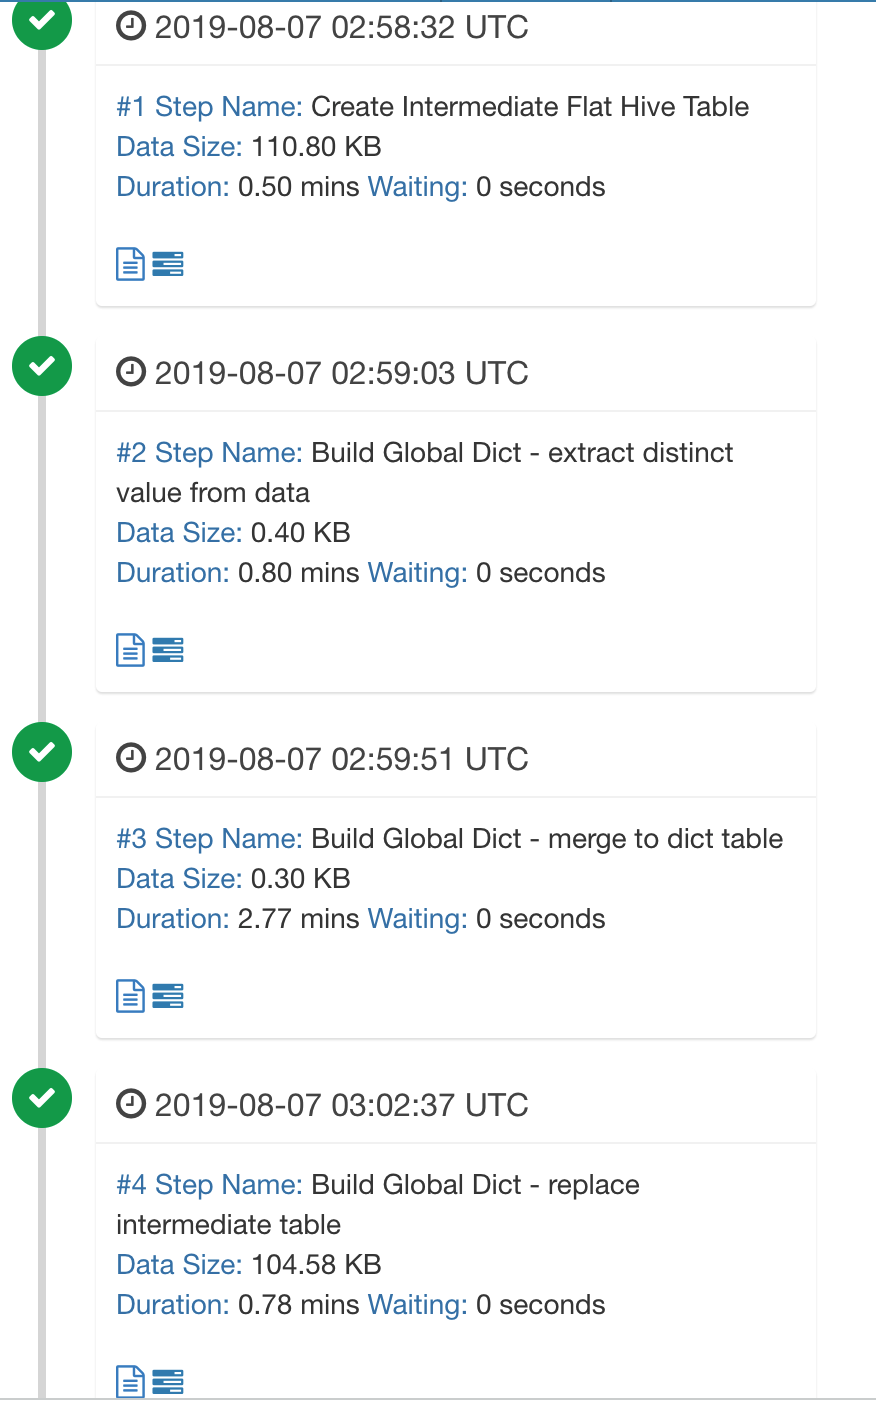 2019-08-07 02:58:32 UTC
#1 Step Name: Create Intermediate Flat Hive Table
Data Size: 110.80 KB
Duration: 0.50 mins Waiting: 0 seconds
2019-08-07 02:59:03 UTC
#2 Step Name: Build Global Dict - extract distinct
value from data
Data Size: 0.40 KB
Duration: 0.80 mins Waiting: 0 seconds
2019-08-07 02:59:51 UTC
#3 Step Name: Build Global Dict - merge to dict table
Data Size: 0.30 KB
Duration: 2.77 mins Waiting: 0 seconds
2019-08-07 03:02:37 UTC
#4 Step Name: Build Global Dict - replace
intermediate table
Data Size: 104.58 KB
Duration: 0.78 mins Waiting: 0 seconds